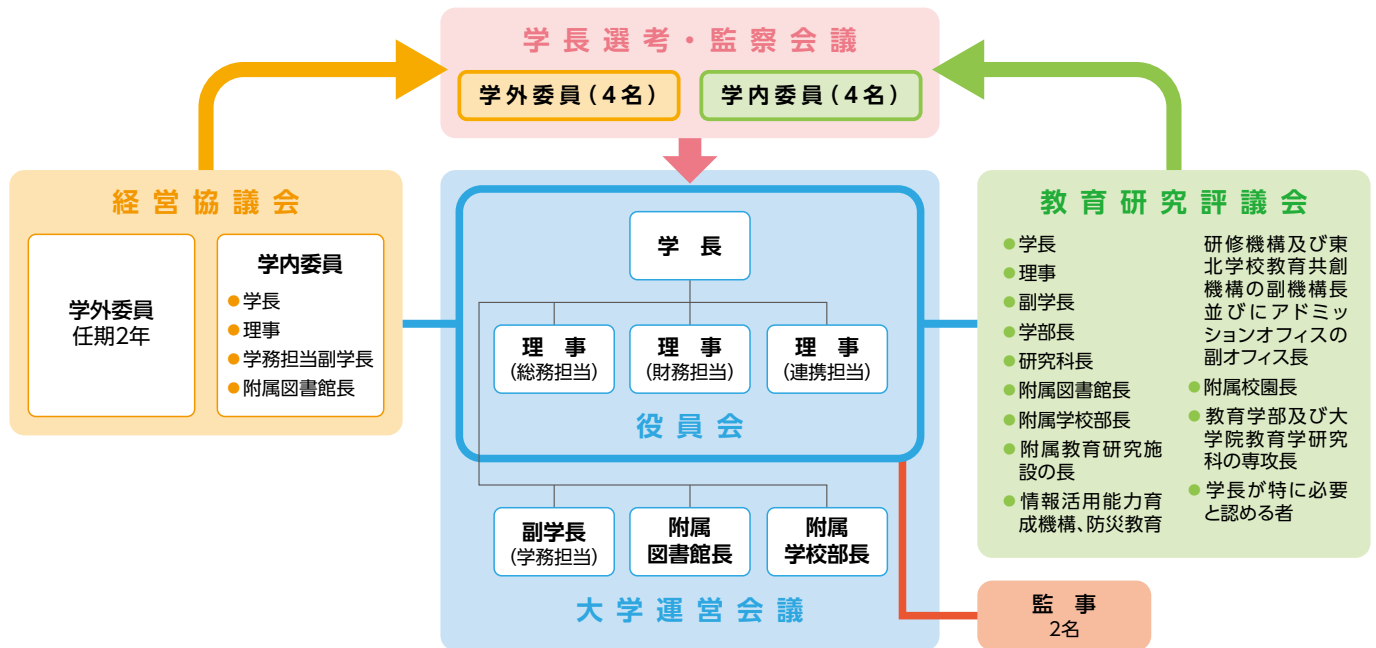 学長選考・監察会議
学外委員(4名)
学内委員(4名)
経営協議会
学外委員
任期2年
学内委員
●学長
●理事
●学務担当副学長
●附属図書館長
学 長
理 事
(総務担当)
理 事
(財務担当)
理 事
(連携担当)
役員会
副学長
(学務担当)
附属
図書館長
附属
学校部長
大学運営会議
教育研究評議会
●学長
●理事
●副学長
●学部長
●研究科長
●附属図書館長
●附属学校部長
●附属教育研究施
設の長
●情報活用能力育
成機構、防災教育
研修機構及び東
北学校教育共創
機構の副機構長
並びにアドミッ
ションオフィスの
副オフィス長
●附属校園長
●教育学部及び大
学院教育学研究
科の専攻長
●学長が特に必要
と認める者
監 事
2名